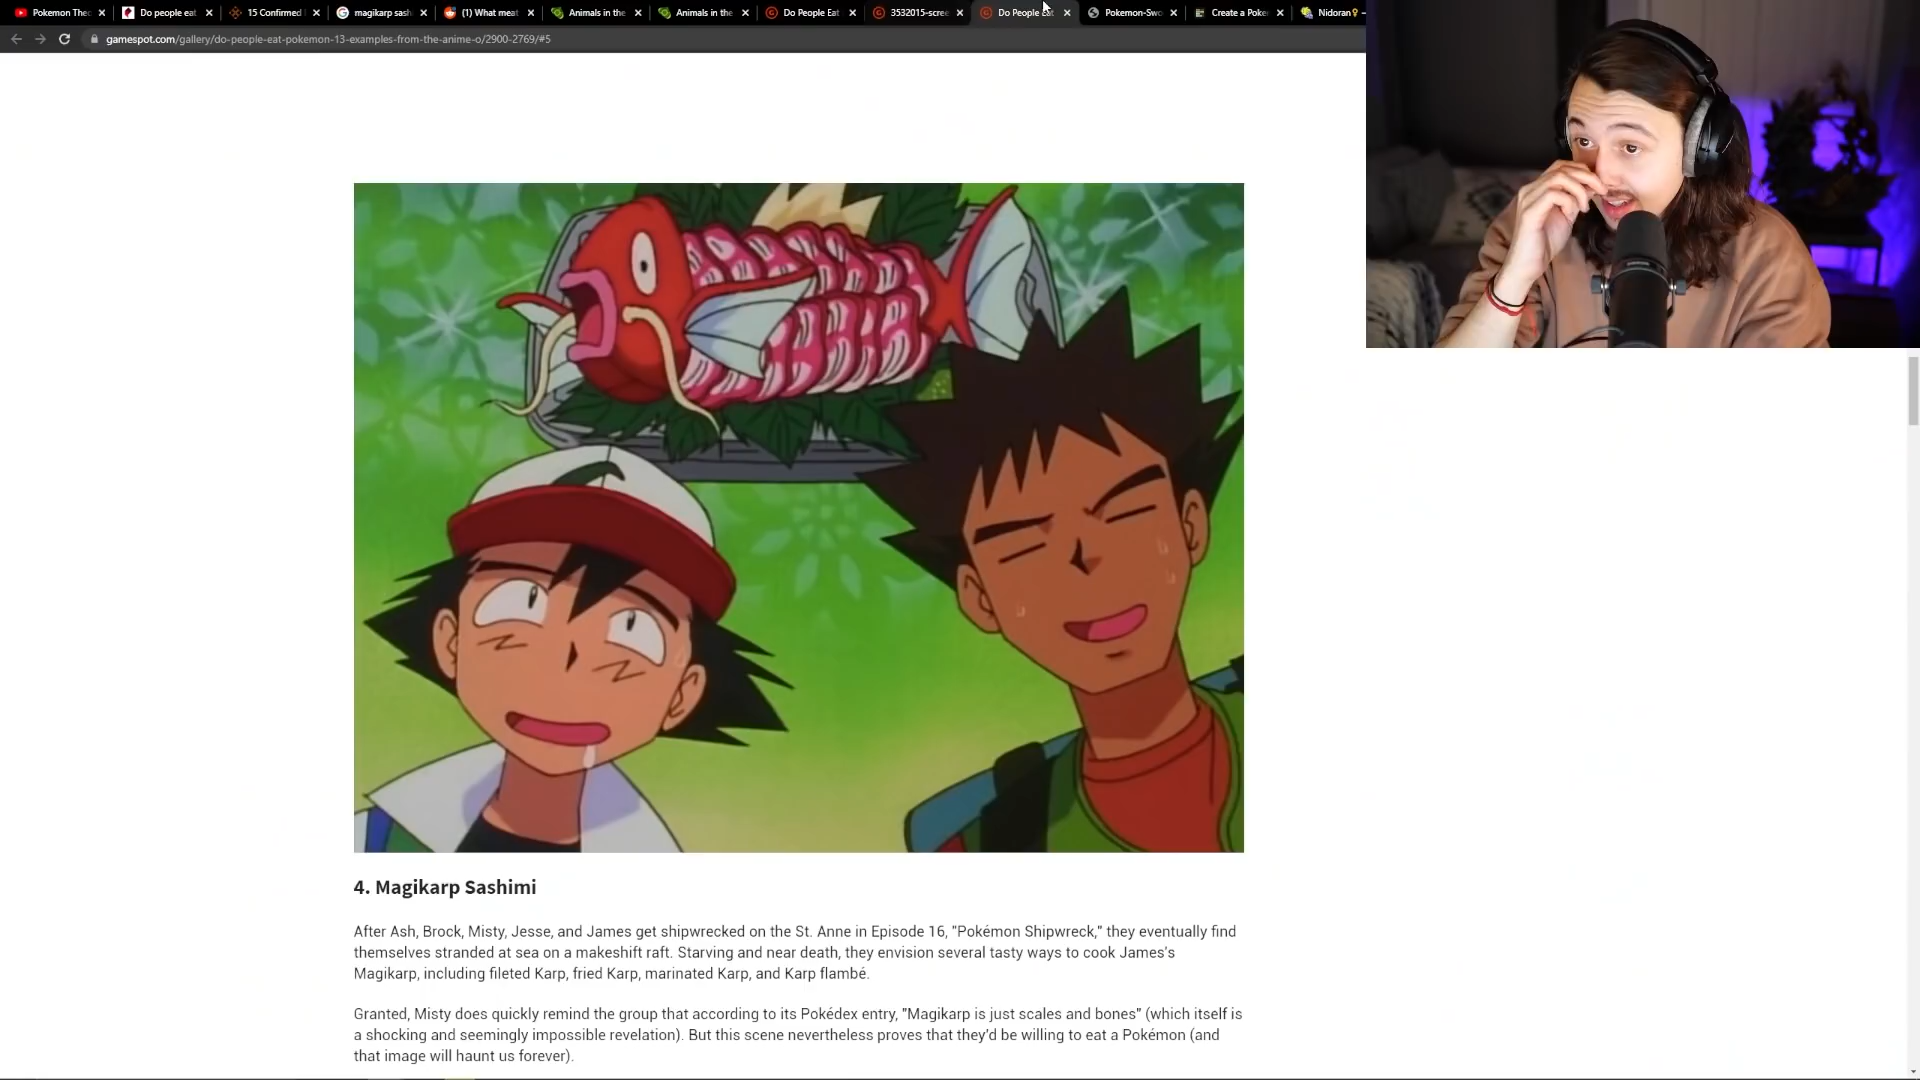 Pokemon Thec
Do people eat
15 Confirmed
magikarp sash
(1) What meat
Animals in the
Animals in the
Do People Eat
3532015-scree
Do People Eat
Pokemon-Swo
Create a Poke
Nidoran♀ –
gamespot.com/gallery/do-people-eat-pokemon-13-examples-from-the-anime-o/2900-2769/#5
4. Magikarp Sashimi
After Ash, Brock, Misty, Jesse, and James get shipwrecked on the St. Anne in Episode 16, "Pokémon Shipwreck," they eventually find
themselves stranded at sea on a makeshift raft. Starving and near death, they envision several tasty ways to cook James's
Magikarp, including fileted Karp, fried Karp, marinated Karp, and Karp flambé.
Granted, Misty does quickly remind the group that according to its Pokédex entry, "Magikarp is just scales and bones" (which itself is
a shocking and seemingly impossible revelation). But this scene nevertheless proves that they'd be willing to eat a Pokémon (and
that image will haunt us forever).